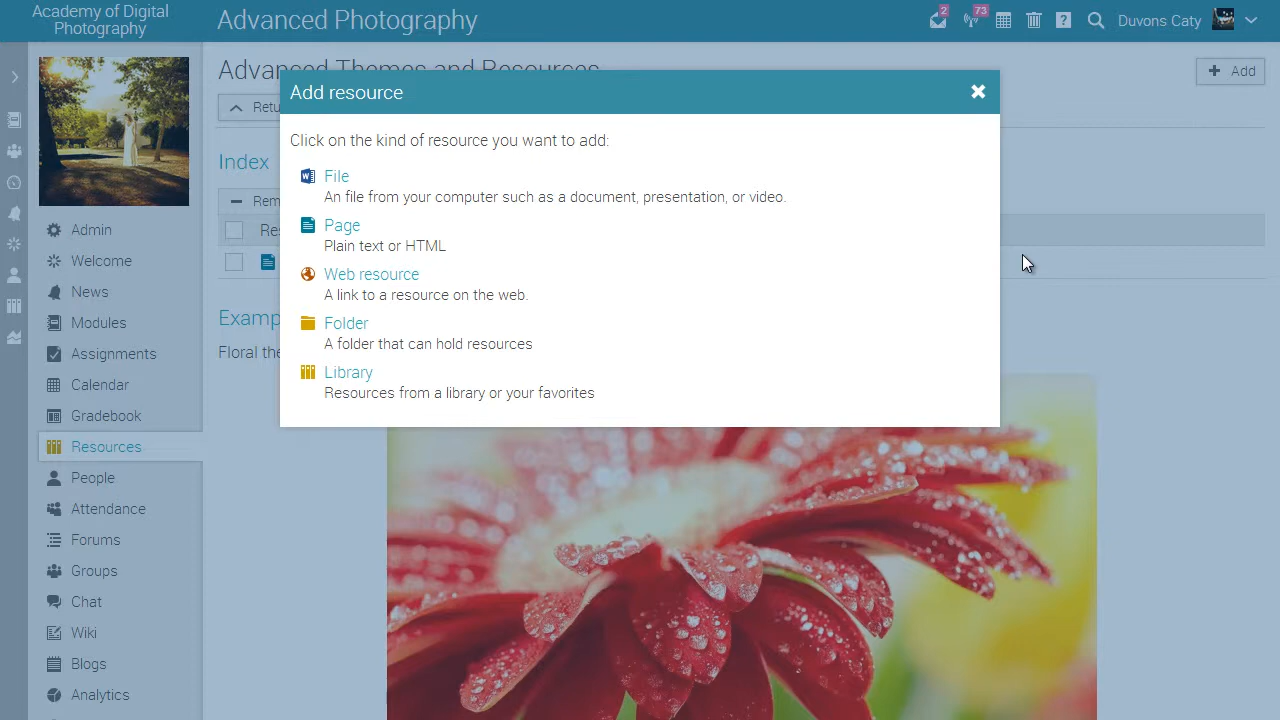 Academy of Digital
Photography
Advanced Photography
2
73
?
Duvons Caty
Advanced Themes and Resources
Add
Retu
Index
Rem
Res
Examp
Floral the
Add resource
Click on the kind of resource you want to add:
File
An file from your computer such as a document, presentation, or video.
Page
Plain text or HTML
Web resource
A link to a resource on the web.
Folder
A folder that can hold resources
Library
Resources from a library or your favorites
Admin
Welcome
News
Modules
Assignments
Calendar
Gradebook
Resources
People
Attendance
Forums
Groups
Chat
Wiki
Blogs
Analytics